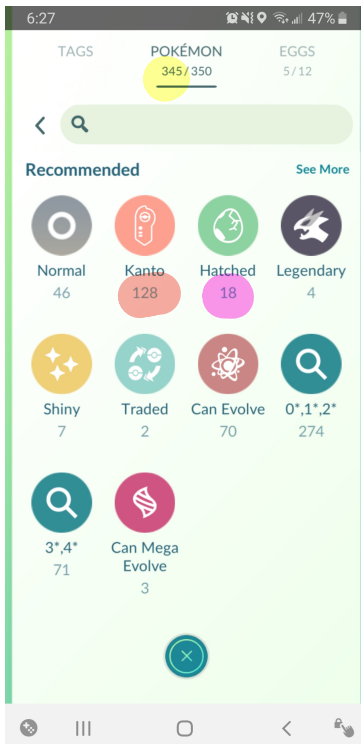 6:27 47%
TAGS POKÉMON EGGS
345/350 5/12
Recommended See More
Normal Kanto Hatched Legendary
46 128 18 4
Shiny Traded Can Evolve 0*,1*,2*
7 2 70 274
3*,4* Can Mega
Evolve
71
3